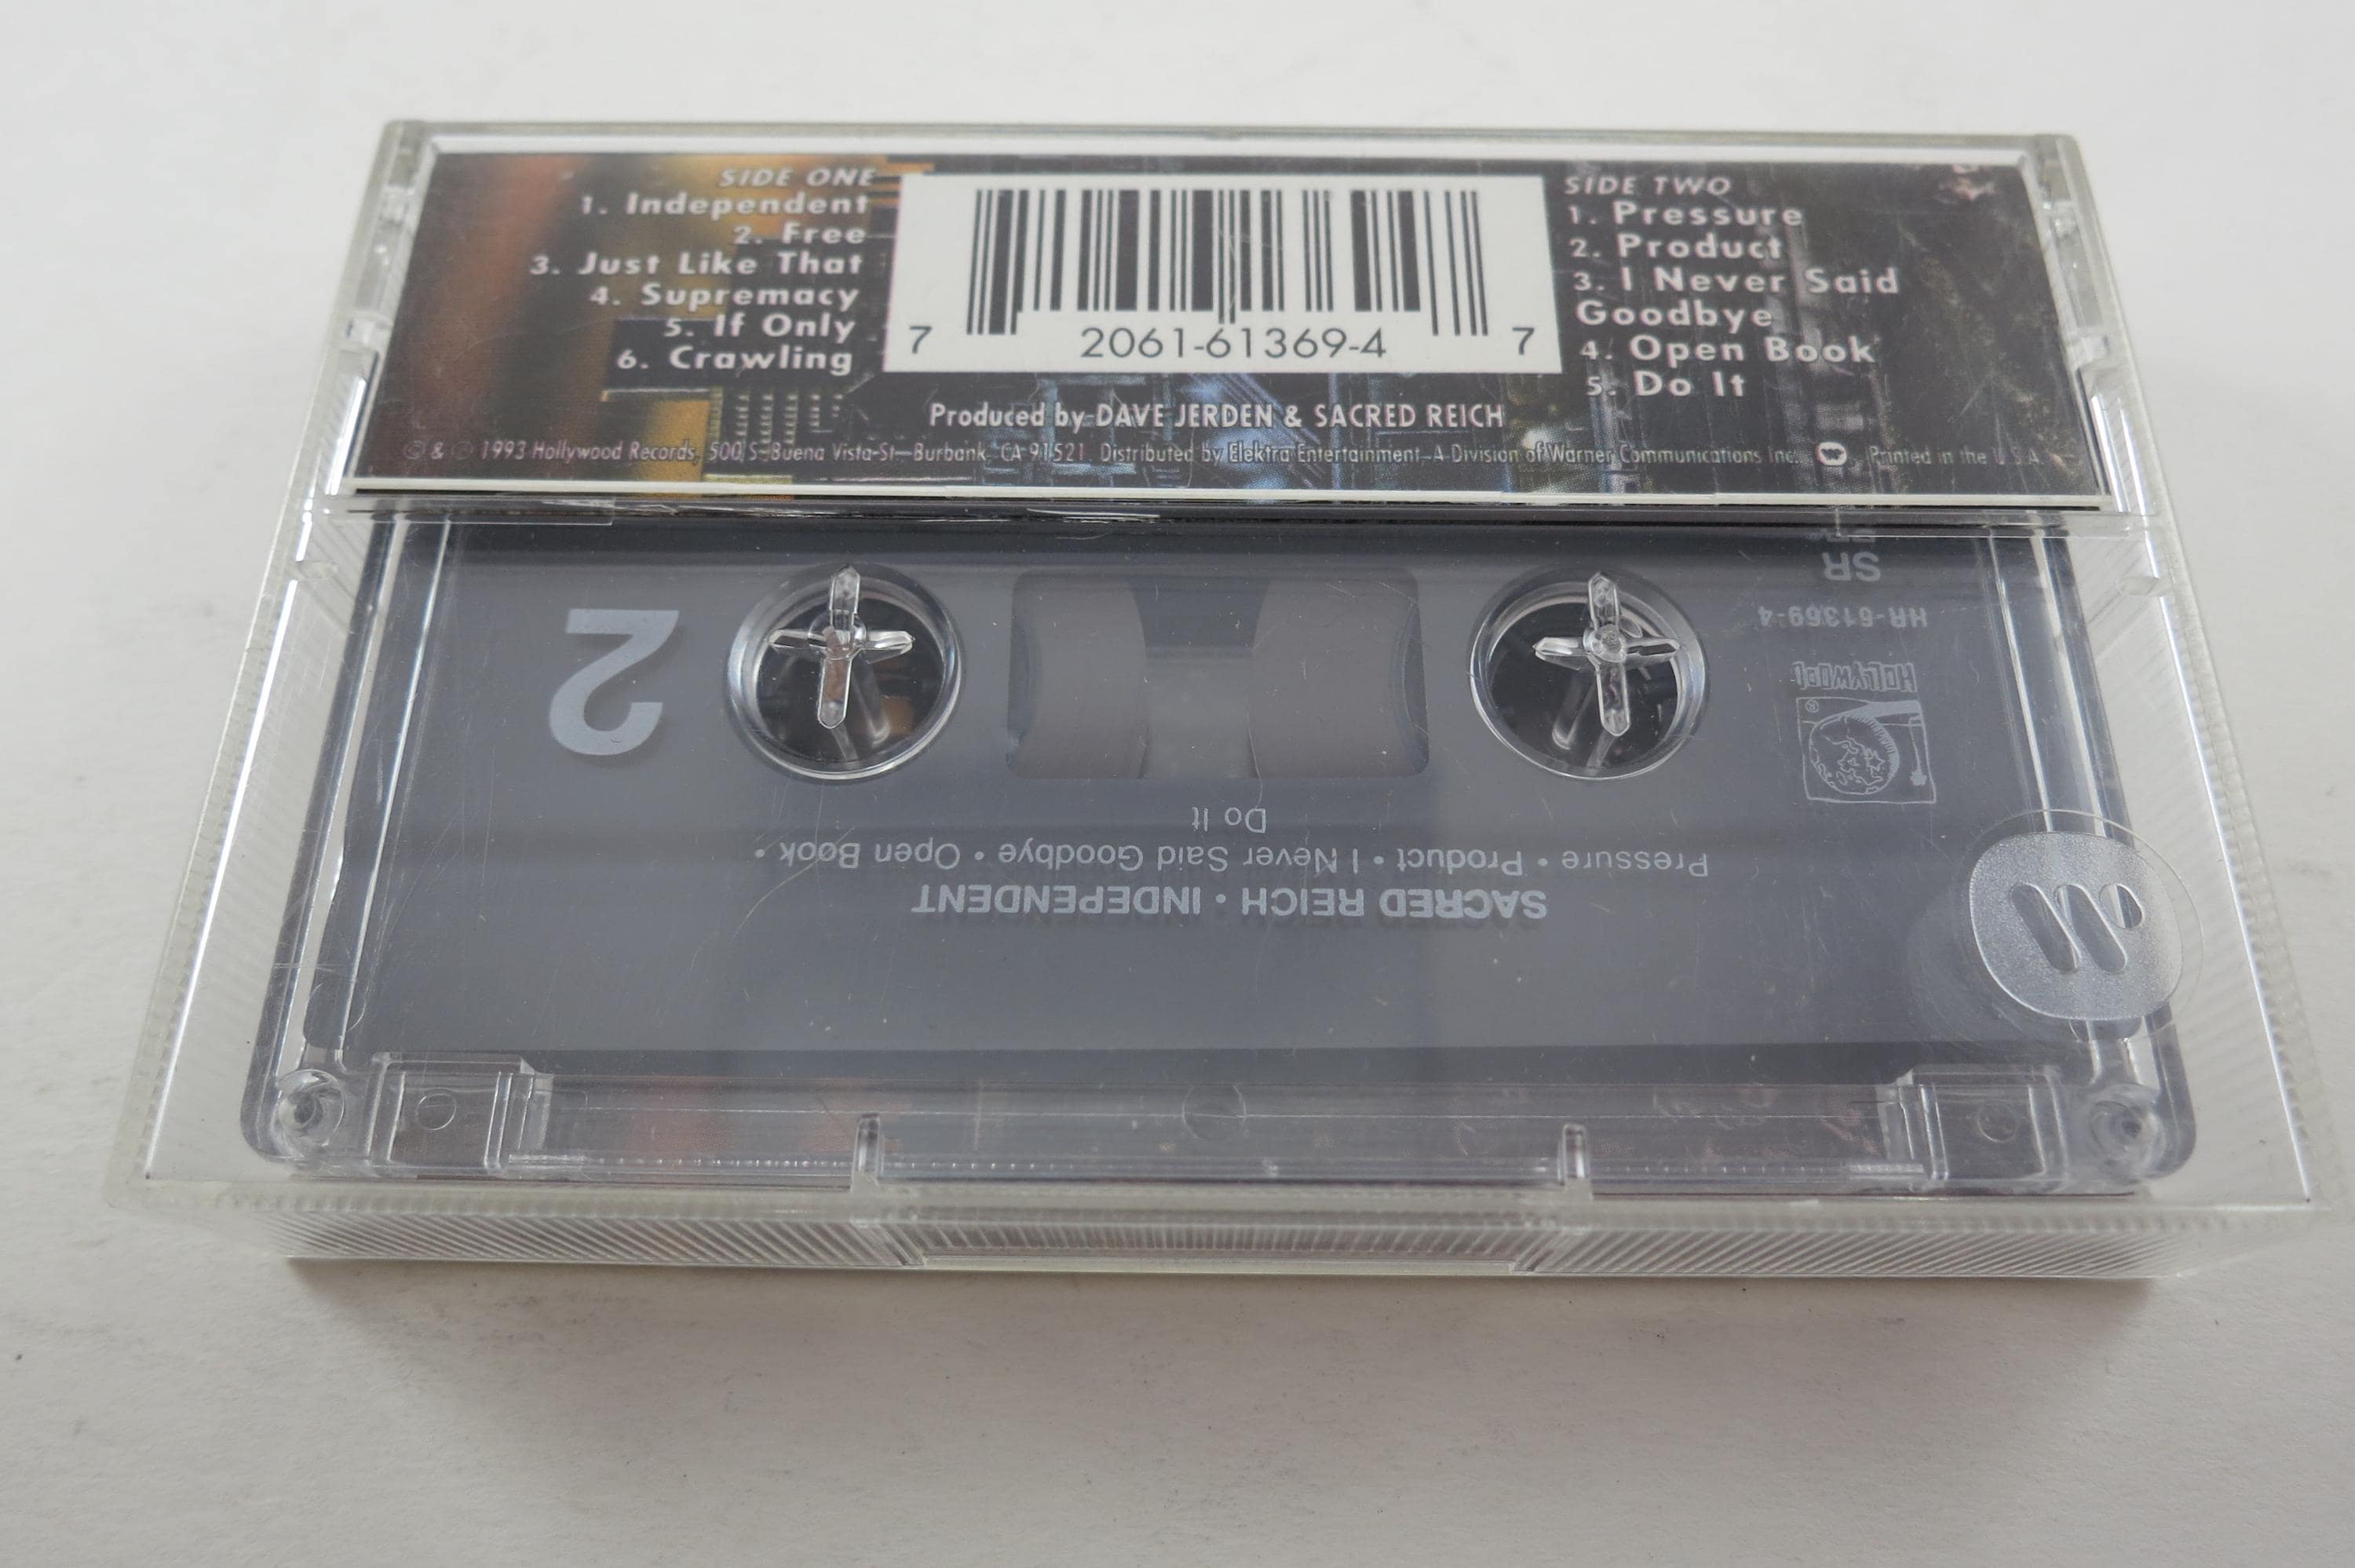 SIDE ONE
1. Independent
2. Free
3. Just Like That
4. Supremacy
5. If Only
6. Crawling
7 2061-61369-4 7
SIDE TWO
1. Pressure
2. Product
3. I Never Said
Goodbye
4. Open Book
5. Do It
Produced by DAVE JERDEN & SACRED REICH
© & ℗ 1993 Hollywood Records, 500 S. Buena Vista St. Burbank, CA 91521. Distributed by Elektra Entertainment, A Division of Warner Communications Inc. Printed in the U.S.A.
SACRED REICH • INDEPENDENT
Pressure • Product • I Never Said Goodbye • Open Book •
Do It
2
HOLLYWOOD
®
HR-61369-4
SR